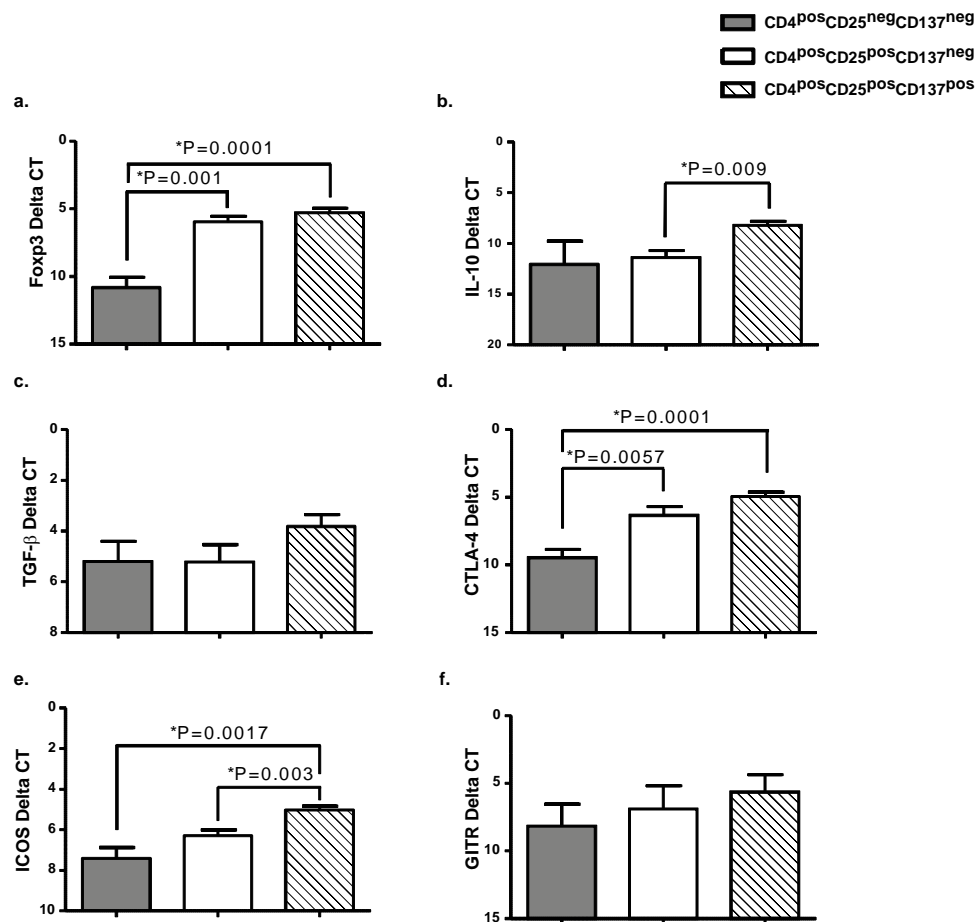 CD4posCD25negCD137neg
CD4posCD25posCD137neg
CD4posCD25posCD137pos
a.
Foxp3 Delta CT
0
5
10
15
*P=0.0001
*P=0.001
b.
IL-10 Delta CT
0
5
10
15
20
*P=0.009
c.
TGF-β Delta CT
0
2
4
6
8
d.
CTLA-4 Delta CT
0
5
10
15
*P=0.0001
*P=0.0057
e.
ICOS Delta CT
0
2
4
6
8
10
*P=0.0017
*P=0.003
f.
GITR Delta CT
0
5
10
15